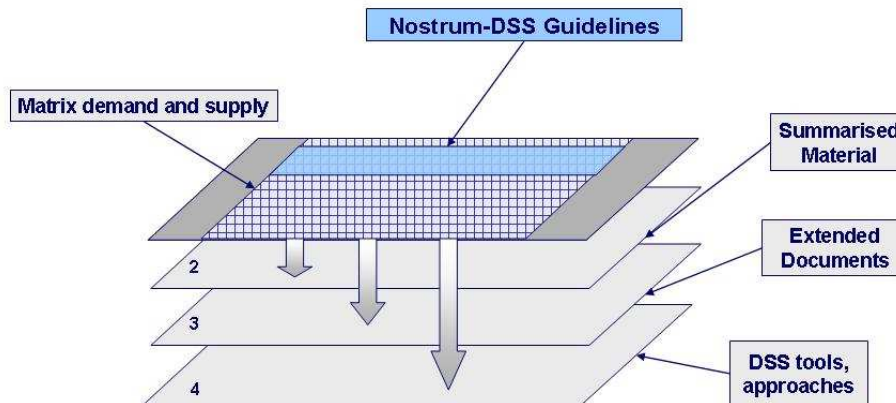 Nostrum-DSS Guidelines
Matrix demand and supply
Summarised
Material
Extended
Documents
DSS tools,
approaches
2
3
4